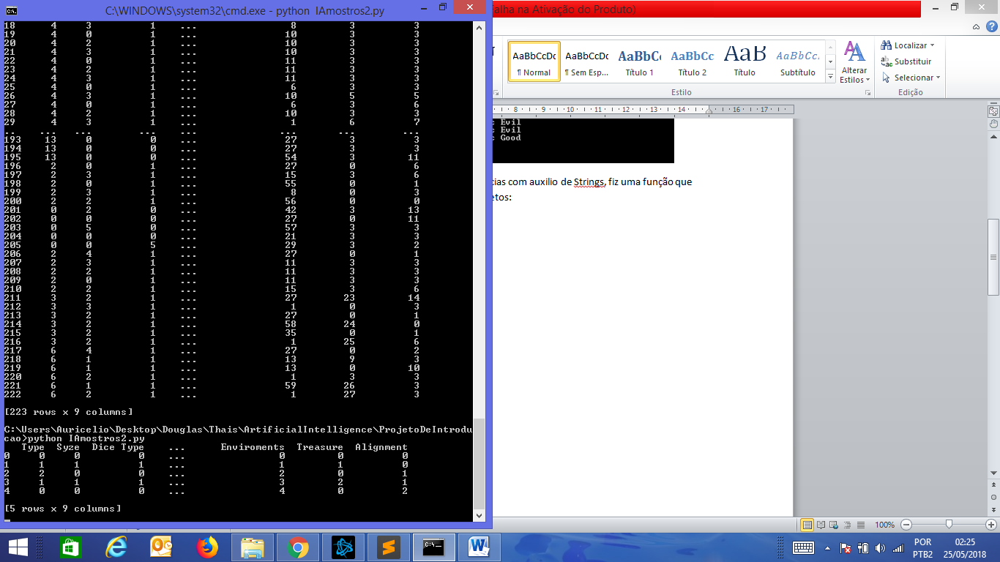 C:\WINDOWS\system32\cmd.exe - python IAmostros2.py
18 4 3 1 ... 8 3 3
19 4 0 1 ... 10 3 3
20 4 2 1 ... 10 3 3
21 4 3 1 ... 10 3 3
22 4 0 1 ... 11 3 3
23 4 2 1 ... 11 3 3
24 4 3 1 ... 11 3 3
25 4 0 1 ... 6 3 3
26 4 3 1 ... 10 5 5
27 4 0 1 ... 6 3 6
28 4 2 1 ... 10 3 3
29 4 3 1 ... 1 6 7
... ... ... ... ... ... ... ...
193 13 0 0 ... 27 3 3
194 13 0 0 ... 27 3 3
195 13 0 0 ... 54 3 11
196 2 0 1 ... 27 0 6
197 2 3 1 ... 15 3 6
198 2 0 1 ... 55 0 1
199 2 3 1 ... 8 0 3
200 2 2 1 ... 56 0 0
201 0 2 0 ... 42 3 13
202 0 0 0 ... 27 0 11
203 0 5 0 ... 57 3 3
204 0 0 0 ... 21 3 3
205 0 0 5 ... 29 3 2
206 2 4 1 ... 27 0 1
207 2 3 1 ... 11 3 3
208 2 2 1 ... 11 3 3
209 2 0 1 ... 11 3 3
210 2 2 1 ... 15 3 6
211 3 2 1 ... 27 23 14
212 3 3 1 ... 1 0 3
213 3 2 1 ... 27 0 1
214 3 2 1 ... 58 24 0
215 3 2 1 ... 35 0 1
216 3 2 1 ... 1 25 6
217 6 4 1 ... 27 0 2
218 6 1 1 ... 13 9 3
219 6 1 1 ... 13 0 10
220 6 2 1 ... 1 3 3
221 6 1 1 ... 59 26 3
222 6 2 1 ... 1 27 3
[223 rows x 9 columns]
C:\Users\Auricelio\Desktop\Douglas\Thais\ArtificialIntelligence\ProjetoDeIntrodu
cao>python IAmostros2.py
Type Syze Dice Type ... Enviroments Treasure Alignment
0 0 0 0 ... 0 0 0
1 1 1 1 ... 1 1 0
2 2 0 0 ... 2 0 1
3 1 1 1 ... 3 2 1
4 0 0 0 ... 4 0 2
[5 rows x 9 columns]
alha na Ativação do Produto)
AaBbCcDc AaBbCcDc AaBbCc AaBbCc AaB AaBbCc.
¶ Normal ¶ Sem Esp... Título 1 Título 2 Título Subtítulo
Alterar
Estilos
Localizar
Substituir
Selecionar
Estilo
Edição
8 9 10 11 12 13 14 16 17
: Evil
: Evil
: Good
cias com auxilio de Strings, fiz uma função que
etos:
100%
POR
PTB2
02:25
25/05/2018